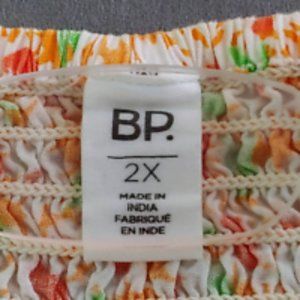 BP.
2X
MADE IN
INDIA
FABRIQUÉ
EN INDE